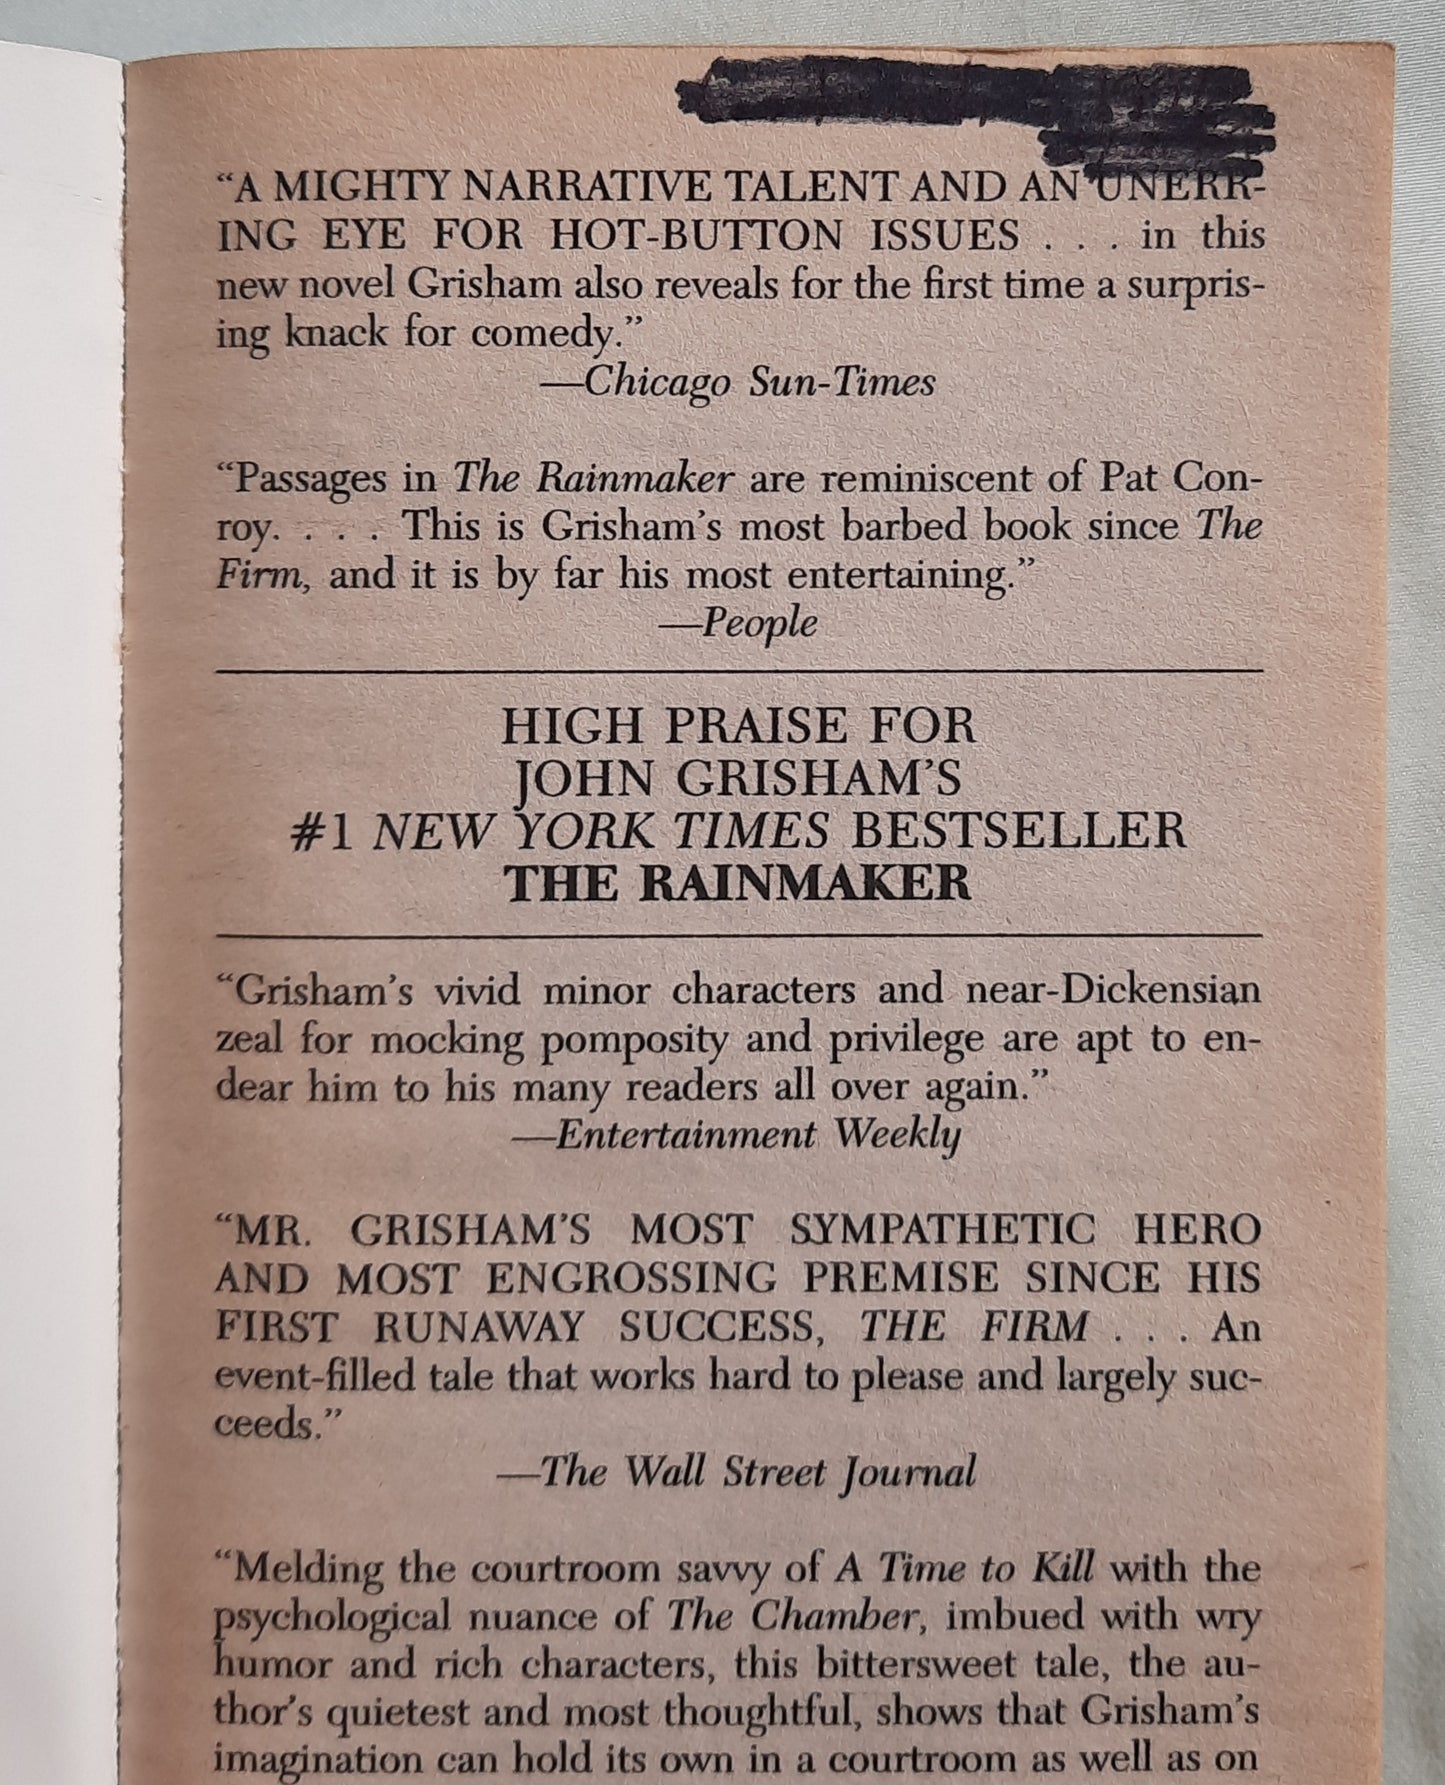 “A MIGHTY NARRATIVE TALENT AND AN UNERR-
ING EYE FOR HOT-BUTTON ISSUES . . . in this
new novel Grisham also reveals for the first time a surpris-
ing knack for comedy.”
—Chicago Sun-Times
“Passages in The Rainmaker are reminiscent of Pat Con-
roy. . . . This is Grisham’s most barbed book since The
Firm, and it is by far his most entertaining.”
—People
HIGH PRAISE FOR
JOHN GRISHAM’S
#1 NEW YORK TIMES BESTSELLER
THE RAINMAKER
“Grisham’s vivid minor characters and near-Dickensian
zeal for mocking pomposity and privilege are apt to en-
dear him to his many readers all over again.”
—Entertainment Weekly
“MR. GRISHAM’S MOST SYMPATHETIC HERO
AND MOST ENGROSSING PREMISE SINCE HIS
FIRST RUNAWAY SUCCESS, THE FIRM . . . An
event-filled tale that works hard to please and largely suc-
ceeds.”
—The Wall Street Journal
“Melding the courtroom savvy of A Time to Kill with the
psychological nuance of The Chamber, imbued with wry
humor and rich characters, this bittersweet tale, the au-
thor’s quietest and most thoughtful, shows that Grisham’s
imagination can hold its own in a courtroom as well as on